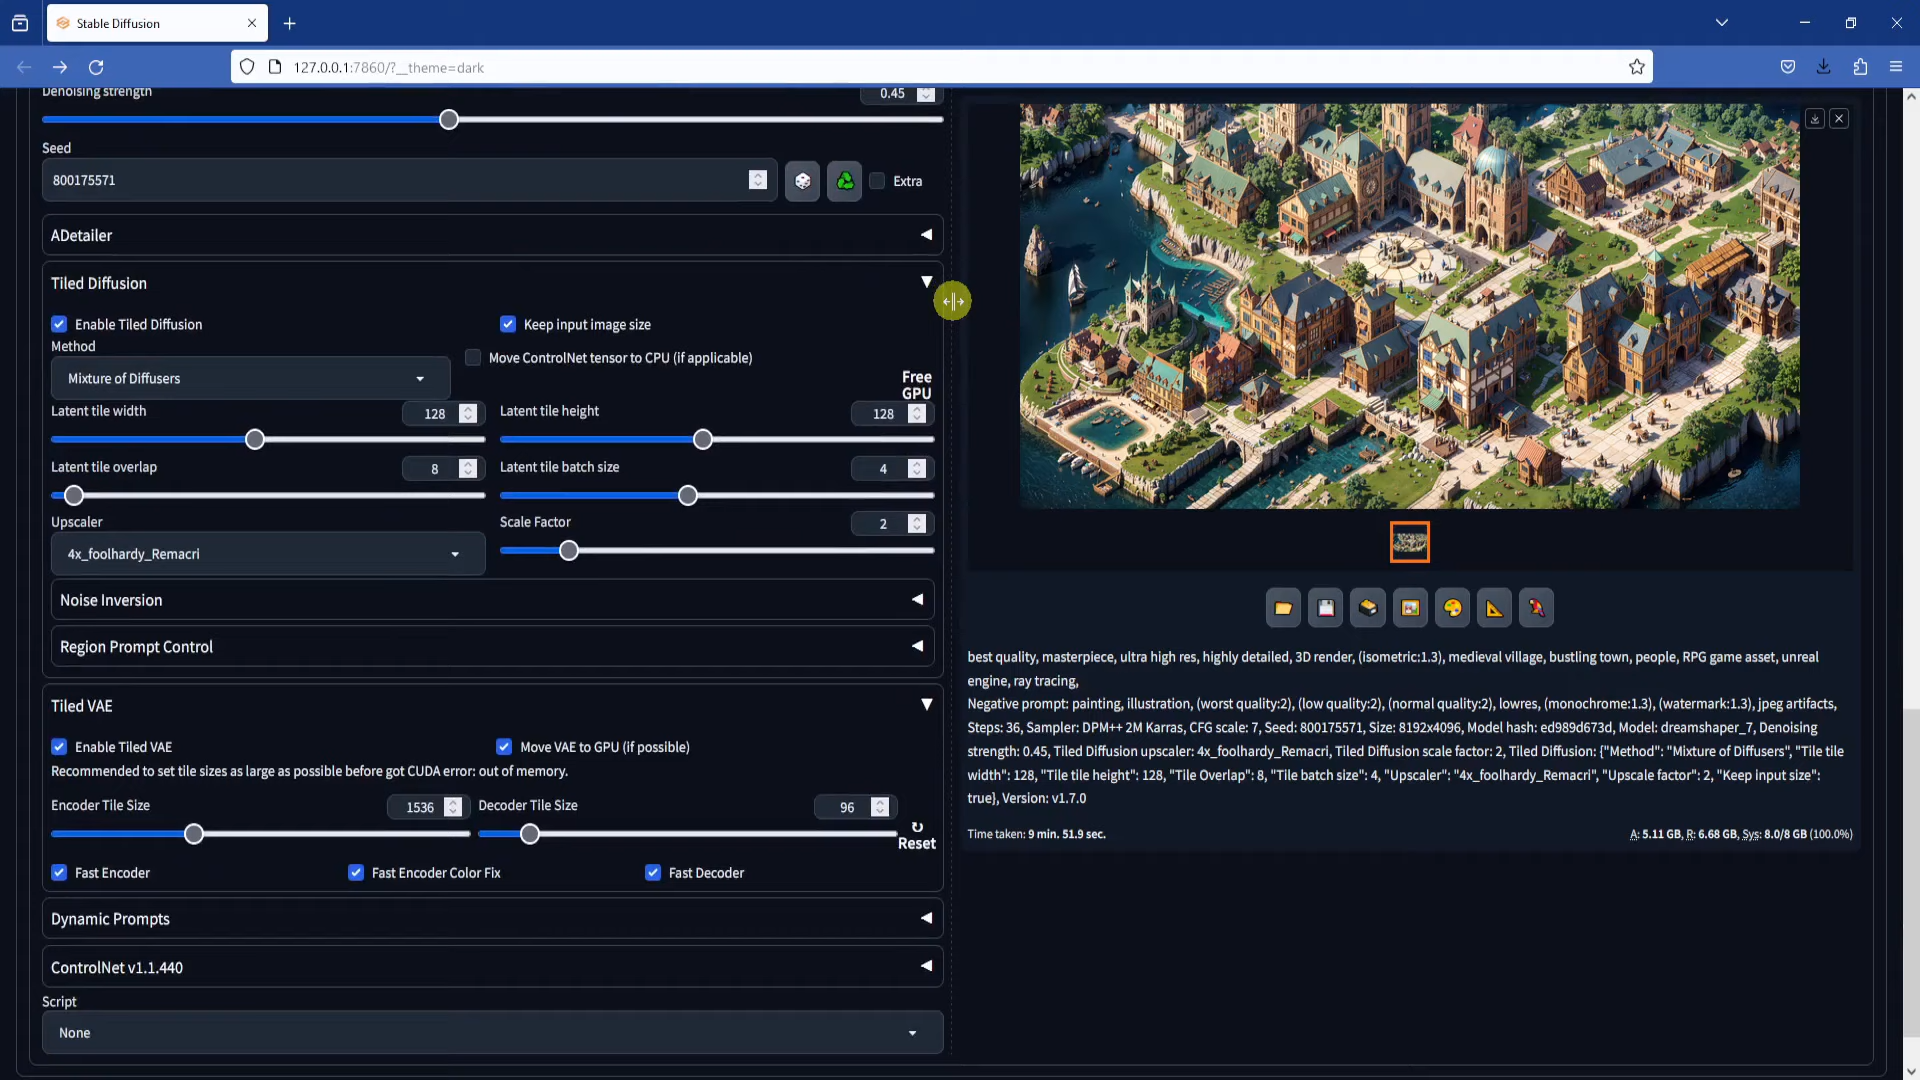 Stable Diffusion
127.0.0.1:7860/?__theme=dark
Denoising strength
0.45
Seed
800175571
Extra
ADetailer
Tiled Diffusion
Enable Tiled Diffusion
Keep input image size
Method
Move ControlNet tensor to CPU (if applicable)
Mixture of Diffusers
Free
GPU
Latent tile width
128
Latent tile height
128
Latent tile overlap
8
Latent tile batch size
4
Upscaler
Scale Factor
2
4x_foolhardy_Remacri
Noise Inversion
Region Prompt Control
Tiled VAE
Enable Tiled VAE
Move VAE to GPU (if possible)
Recommended to set tile sizes as large as possible before got CUDA error: out of memory.
Encoder Tile Size
1536
Decoder Tile Size
96
↻
Reset
Fast Encoder
Fast Encoder Color Fix
Fast Decoder
Dynamic Prompts
ControlNet v1.1.440
Script
None
best quality, masterpiece, ultra high res, highly detailed, 3D render, (isometric:1.3), medieval village, bustling town, people, RPG game asset, unreal
engine, ray tracing,
Negative prompt: painting, illustration, (worst quality:2), (low quality:2), (normal quality:2), lowres, (monochrome:1.3), (watermark:1.3), jpeg artifacts,
Steps: 36, Sampler: DPM++ 2M Karras, CFG scale: 7, Seed: 800175571, Size: 8192x4096, Model hash: ed989d673d, Model: dreamshaper_7, Denoising
strength: 0.45, Tiled Diffusion upscaler: 4x_foolhardy_Remacri, Tiled Diffusion scale factor: 2, Tiled Diffusion: {"Method": "Mixture of Diffusers", "Tile tile
width": 128, "Tile tile height": 128, "Tile Overlap": 8, "Tile batch size": 4, "Upscaler": "4x_foolhardy_Remacri", "Upscale factor": 2, "Keep input size":
true}, Version: v1.7.0
Time taken: 9 min. 51.9 sec.
A: 5.11 GB, R: 6.68 GB, Sys: 8.0/8 GB (100.0%)